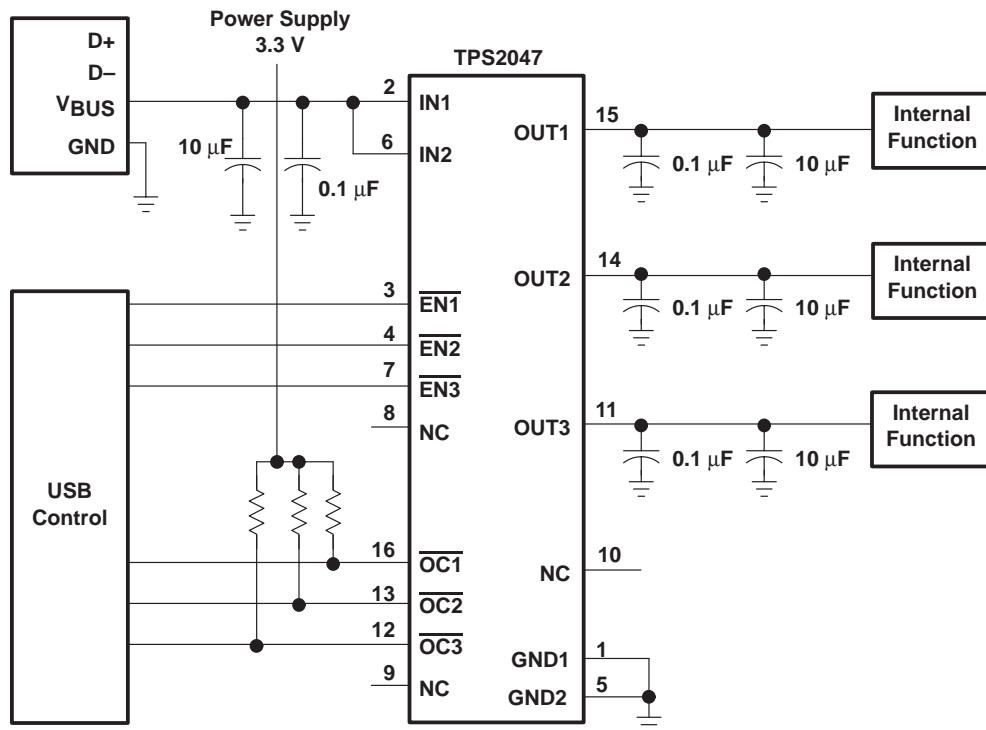 Power Supply
3.3 V
D+
D–
VBUS
GND
10 μF
0.1 μF
TPS2047
2
IN1
6
IN2
3
EN1
4
EN2
7
EN3
8
NC
USB
Control
16
OC1
13
OC2
12
OC3
9
NC
OUT1
15
0.1 μF
10 μF
Internal
Function
OUT2
14
0.1 μF
10 μF
Internal
Function
OUT3
11
0.1 μF
10 μF
Internal
Function
NC
10
GND1
1
GND2
5